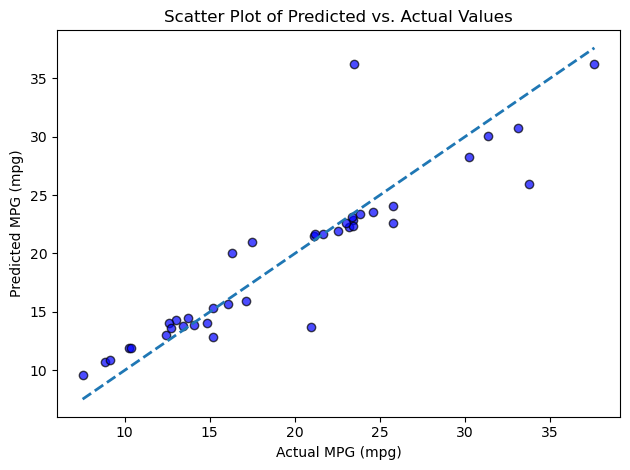 Scatter Plot of Predicted vs. Actual Values
35
30
25
20
15
10
Predicted MPG (mpg)
10 15 20 25 30 35
Actual MPG (mpg)